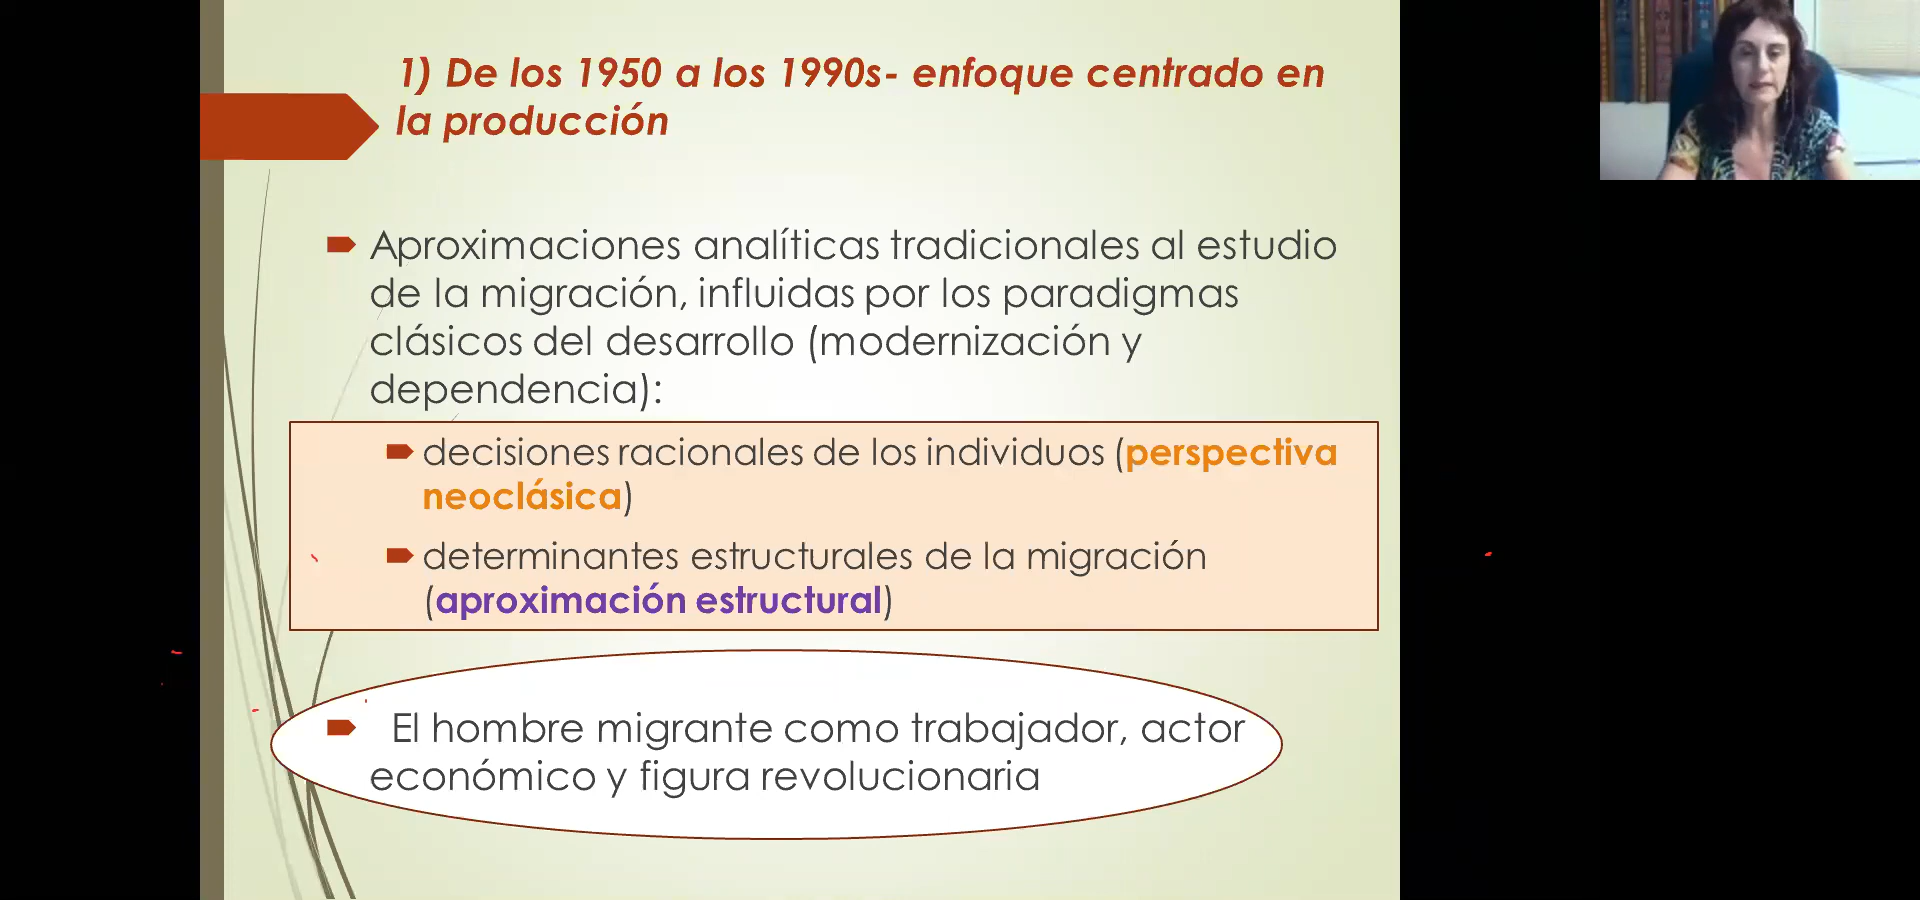 1) De los 1950 a los 1990s- enfoque centrado en
la producción
Aproximaciones analíticas tradicionales al estudio
de la migración, influidas por los paradigmas
clásicos del desarrollo (modernización y
dependencia):
decisiones racionales de los individuos (perspectiva
neoclásica)
determinantes estructurales de la migración
(aproximación estructural)
El hombre migrante como trabajador, actor
económico y figura revolucionaria